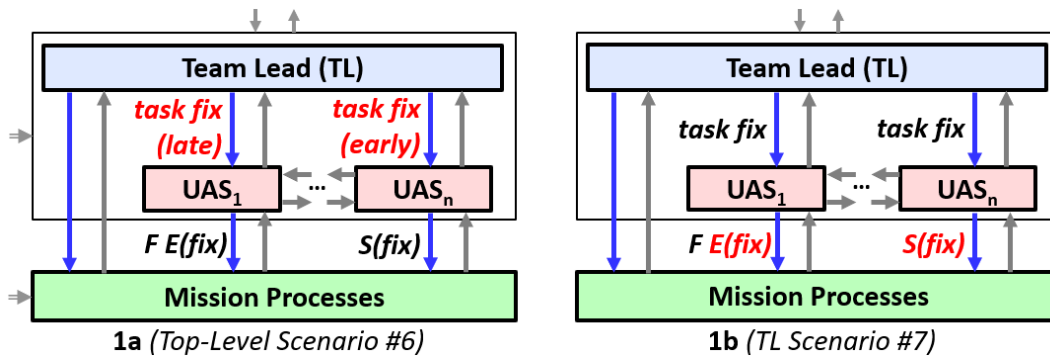 Team Lead (TL)
task fix
(late)
task fix
(early)
UAS1
...
UASn
F E(fix)
S(fix)
Mission Processes
1a (Top-Level Scenario #6)
Team Lead (TL)
task fix
task fix
UAS1
...
UASn
F E(fix)
S(fix)
Mission Processes
1b (TL Scenario #7)